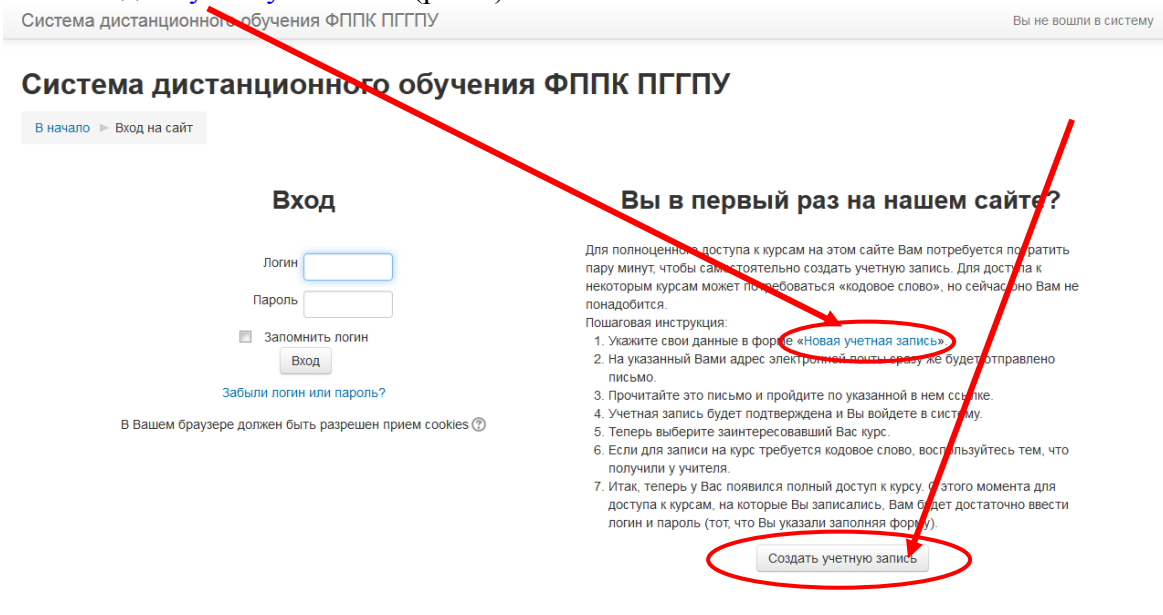 Система дистанционного обучения ФППК ПГГПУ
Вы не вошли в систему
Система дистанционного обучения ФППК ПГГПУ
В начало ► Вход на сайт
Вход
Логин
Пароль
Запомнить логин
Вход
Забыли логин или пароль?
В Вашем браузере должен быть разрешен прием cookies
Вы в первый раз на нашем сайте?
Для полноценного доступа к курсам на этом сайте Вам потребуется потратить
пару минут, чтобы самостоятельно создать учетную запись. Для доступа к
некоторым курсам может потребоваться «кодовое слово», но сейчас оно Вам не
понадобится.
Пошаговая инструкция:
1. Укажите свои данные в форме «Новая учетная запись».
2. На указанный Вами адрес электронной почты сразу же будет отправлено
письмо.
3. Прочитайте это письмо и пройдите по указанной в нем ссылке.
4. Учетная запись будет подтверждена и Вы войдете в систему.
5. Теперь выберите заинтересовавший Вас курс.
6. Если для записи на курс требуется кодовое слово, воспользуйтесь тем, что
получили у учителя.
7. Итак, теперь у Вас появился полный доступ к курсу. С этого момента для
доступа к курсам, на которые Вы записались, Вам будет достаточно ввести
логин и пароль (тот, что Вы указали заполняя форму).
Создать учетную запись